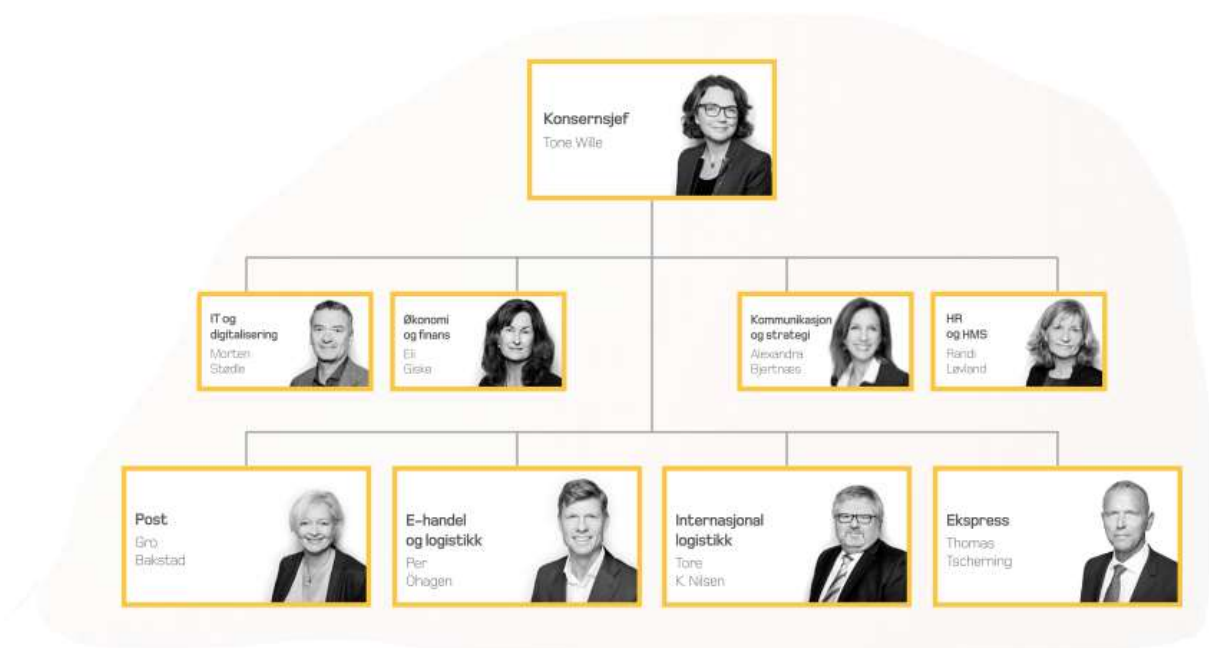 Konsernsjef
Tone Wille
IT og
digitalisering
Morten
Stødle
Økonomi
og finans
Eli
Giske
Kommunikasjon
og strategi
Alexandra
Bjertnæs
HR
og HMS
Randi
Løvland
Post
Gro
Bakstad
E-handel
og logistikk
Per
Öhagen
Internasjonal
logistikk
Tore
K. Nilsen
Ekspress
Thomas
Tscherning